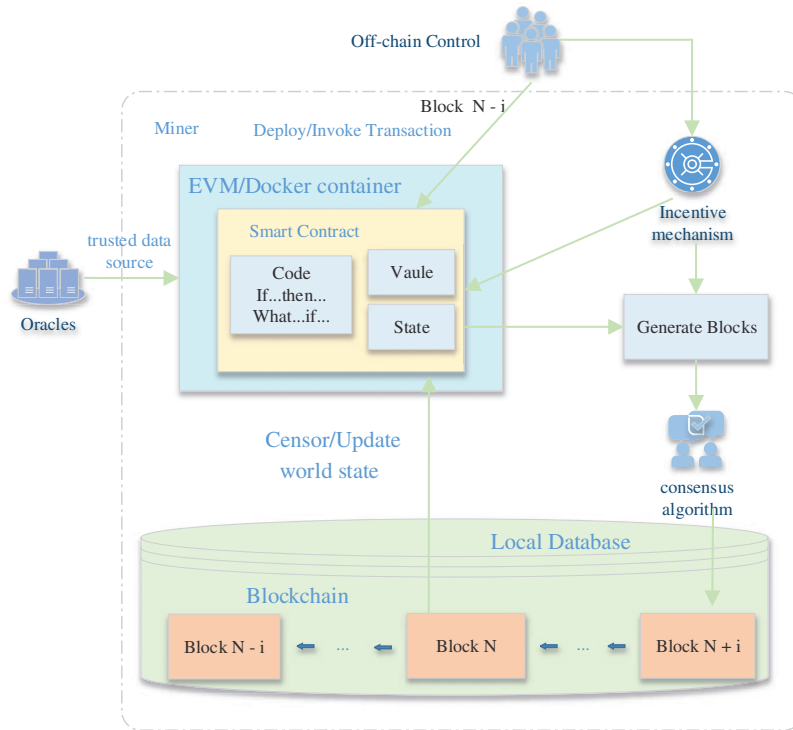 Off-chain Control
Block N - i
Miner
Deploy/Invoke Transaction
EVM/Docker container
Smart Contract
Code
If...then...
What...if...
Vaule
State
trusted data
source
Oracles
Incentive
mechanism
Generate Blocks
consensus
algorithm
Censor/Update
world state
Local Database
Blockchain
Block N - i
...
Block N
...
Block N + i